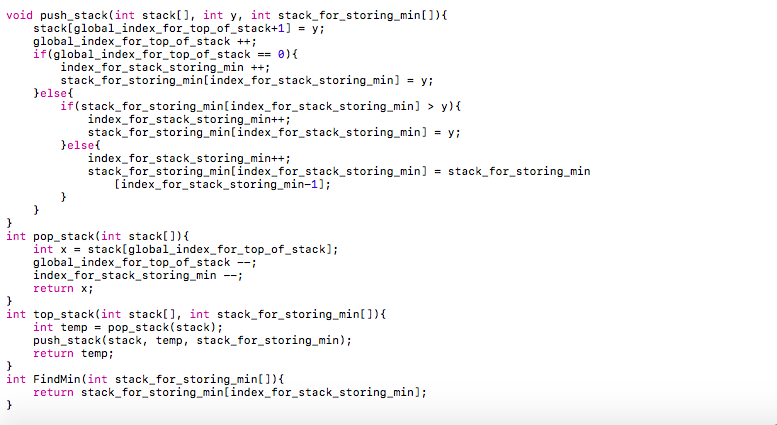 void push_stack(int stack[], int y, int stack_for_storing_min[]){
    stack[global_index_for_top_of_stack+1] = y;
    global_index_for_top_of_stack ++;
    if(global_index_for_top_of_stack == 0){
        index_for_stack_storing_min ++;
        stack_for_storing_min[index_for_stack_storing_min] = y;
    }else{
        if(stack_for_storing_min[index_for_stack_storing_min] > y){
            index_for_stack_storing_min++;
            stack_for_storing_min[index_for_stack_storing_min] = y;
        }else{
            index_for_stack_storing_min++;
            stack_for_storing_min[index_for_stack_storing_min] = stack_for_storing_min
                [index_for_stack_storing_min-1];
        }
    }
}
int pop_stack(int stack[]){
    int x = stack[global_index_for_top_of_stack];
    global_index_for_top_of_stack --;
    index_for_stack_storing_min --;
    return x;
}
int top_stack(int stack[], int stack_for_storing_min[]){
    int temp = pop_stack(stack);
    push_stack(stack, temp, stack_for_storing_min);
    return temp;
}
int FindMin(int stack_for_storing_min[]){
    return stack_for_storing_min[index_for_stack_storing_min];
}